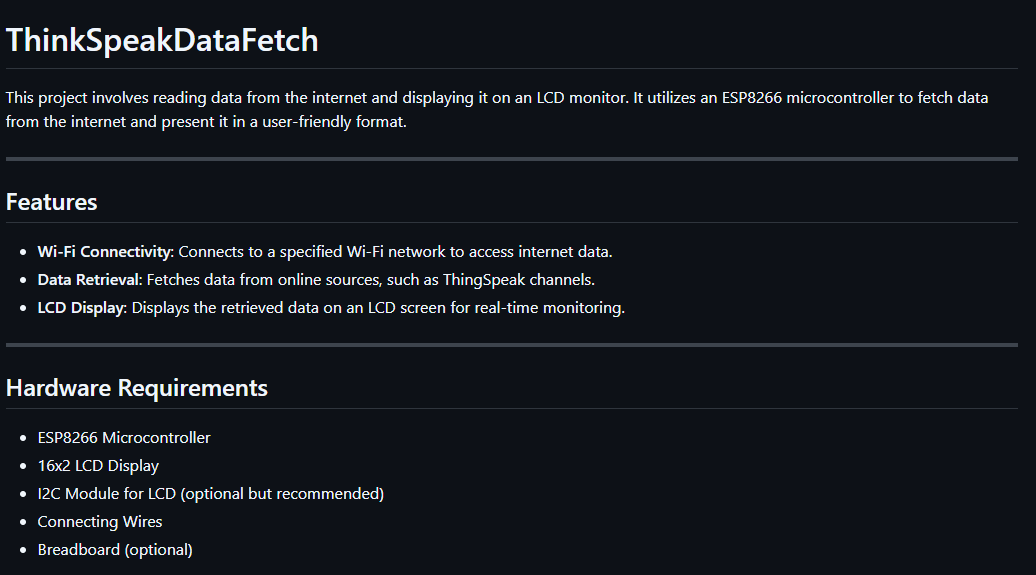 ThinkSpeakDataFetch
This project involves reading data from the internet and displaying it on an LCD monitor. It utilizes an ESP8266 microcontroller to fetch data
from the internet and present it in a user-friendly format.
Features
• Wi-Fi Connectivity: Connects to a specified Wi-Fi network to access internet data.
• Data Retrieval: Fetches data from online sources, such as ThingSpeak channels.
• LCD Display: Displays the retrieved data on an LCD screen for real-time monitoring.
Hardware Requirements
• ESP8266 Microcontroller
• 16x2 LCD Display
• I2C Module for LCD (optional but recommended)
• Connecting Wires
• Breadboard (optional)